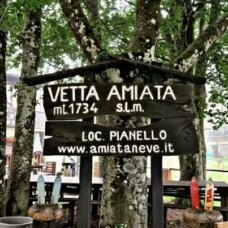 VETTA AMIATA
mt.1734 s.l.m.
LOC. PIANELLO
www.amiataneve.it